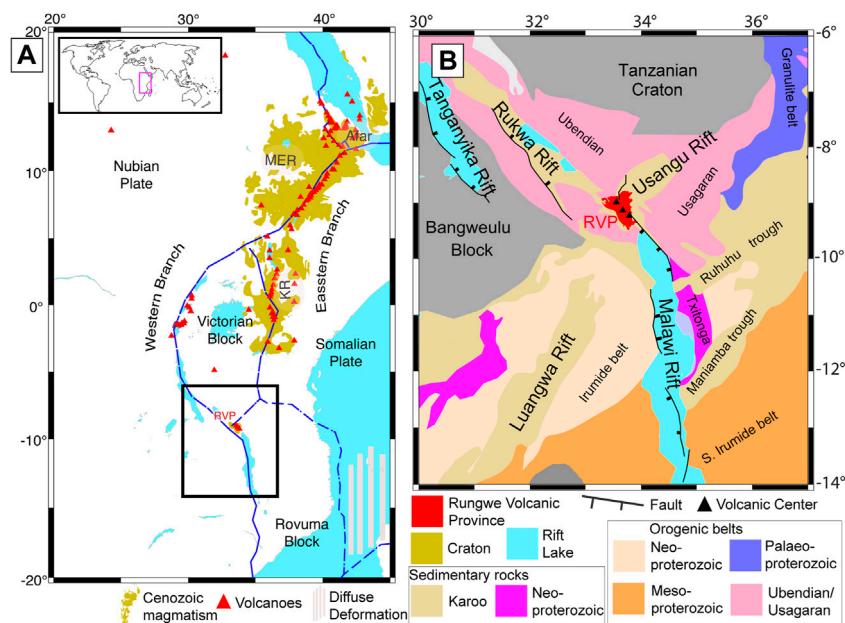 A
20°
10°
0°
-10°
-20°
30°
40°
Nubian
Plate
MER
Afar
Western Branch
Eastern Branch
KR
Victorian
Block
Somalian
Plate
RVP
Rovuma
Block
Cenozoic
magmatism
Volcanoes
Diffuse
Deformation
B
30°
32°
34°
36°
-6°
-8°
-10°
-12°
-14°
Tanzanian
Craton
Granulite belt
Tanganyika Rift
Rukwa Rift
Ubendian
Usangu Rift
Usagaran
RVP
Bangweulu
Block
Ruhuhu trough
Txitonga
Malawi Rift
Maniamba trough
Luangwa Rift
Irumide belt
S. Irumide belt
Rungwe Volcanic
Province
Fault
Volcanic Center
Craton
Rift
Lake
Sedimentary rocks
Karoo
Neo-
proterozoic
Orogenic belts
Neo-
proterozoic
Palaeo-
proterozoic
Meso-
proterozoic
Ubendian/
Usagaran